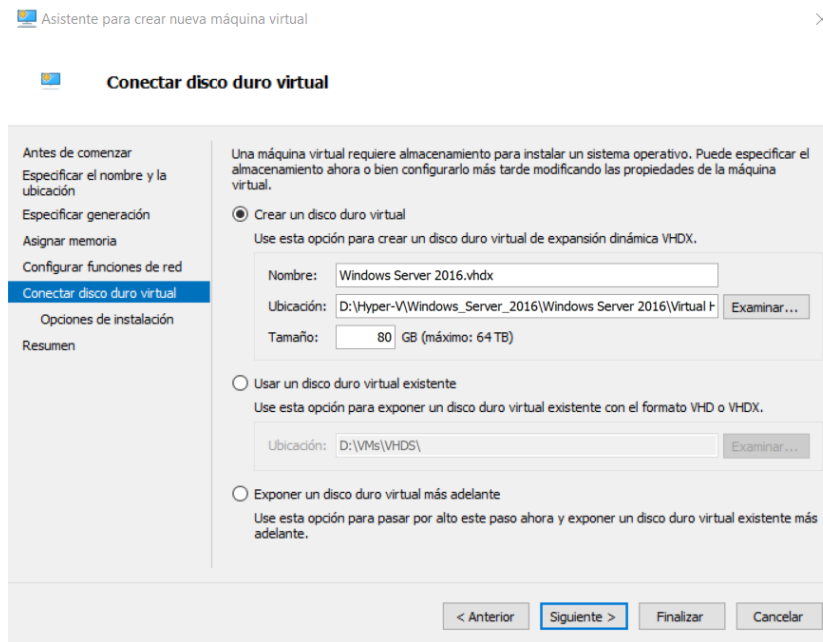 Asistente para crear nueva máquina virtual
Conectar disco duro virtual
Antes de comenzar
Especificar el nombre y la
ubicación
Especificar generación
Asignar memoria
Configurar funciones de red
Conectar disco duro virtual
Opciones de instalación
Resumen
Una máquina virtual requiere almacenamiento para instalar un sistema operativo. Puede especificar el
almacenamiento ahora o bien configurarlo más tarde modificando las propiedades de la máquina
virtual.
Crear un disco duro virtual
Use esta opción para crear un disco duro virtual de expansión dinámica VHDX.
Nombre: Windows Server 2016.vhdx
Ubicación: D:\Hyper-V\Windows_Server_2016\Windows Server 2016\Virtual H Examinar...
Tamaño: 80 GB (máximo: 64 TB)
Usar un disco duro virtual existente
Use esta opción para exponer un disco duro virtual existente con el formato VHD o VHDX.
Ubicación: D:\VMs\VHDS\ Examinar...
Exponer un disco duro virtual más adelante
Use esta opción para pasar por alto este paso ahora y exponer un disco duro virtual existente más
adelante.
< Anterior Siguiente > Finalizar Cancelar